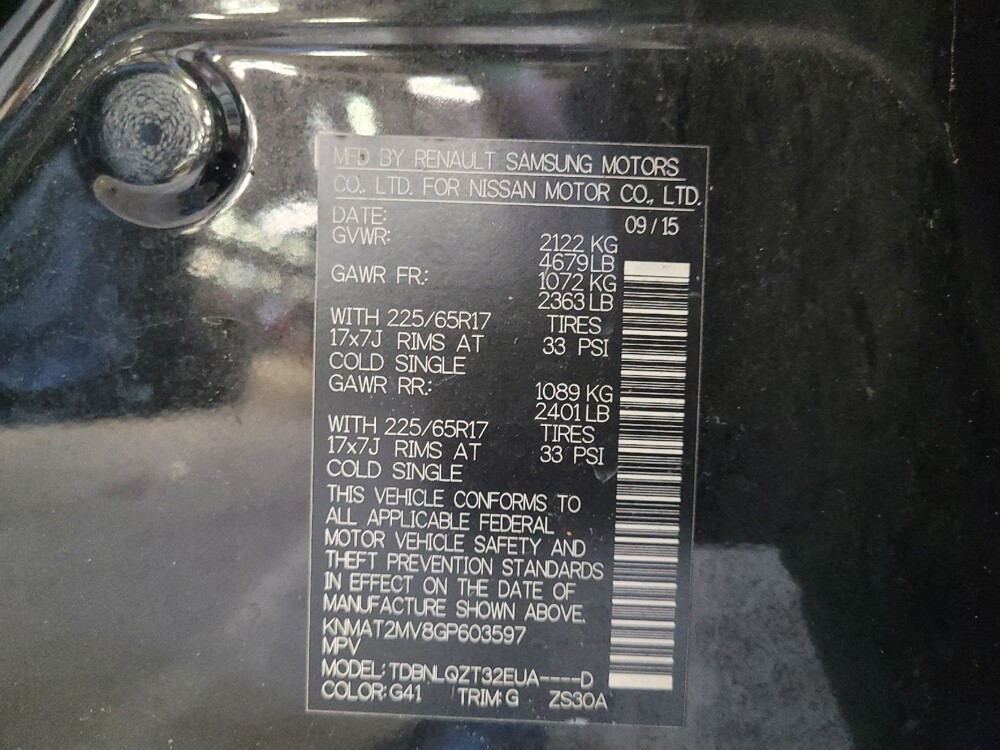 MFD BY RENAULT SAMSUNG MOTORS
CO., LTD. FOR NISSAN MOTOR CO., LTD.
DATE: 09/15
GVWR: 2122 KG
4679 LB
GAWR FR.: 1072 KG
2363 LB
WITH 225/65R17 TIRES
17x7J RIMS AT 33 PSI
COLD SINGLE
GAWR RR.: 1089 KG
2401 LB
WITH 225/65R17 TIRES
17x7J RIMS AT 33 PSI
COLD SINGLE
THIS VEHICLE CONFORMS TO
ALL APPLICABLE FEDERAL
MOTOR VEHICLE SAFETY AND
THEFT PREVENTION STANDARDS
IN EFFECT ON THE DATE OF
MANUFACTURE SHOWN ABOVE.
KNMAT2MV8GP603597
MPV
MODEL: TDBNLQZT32EUA----D
COLOR: G41 TRIM: G ZS30A